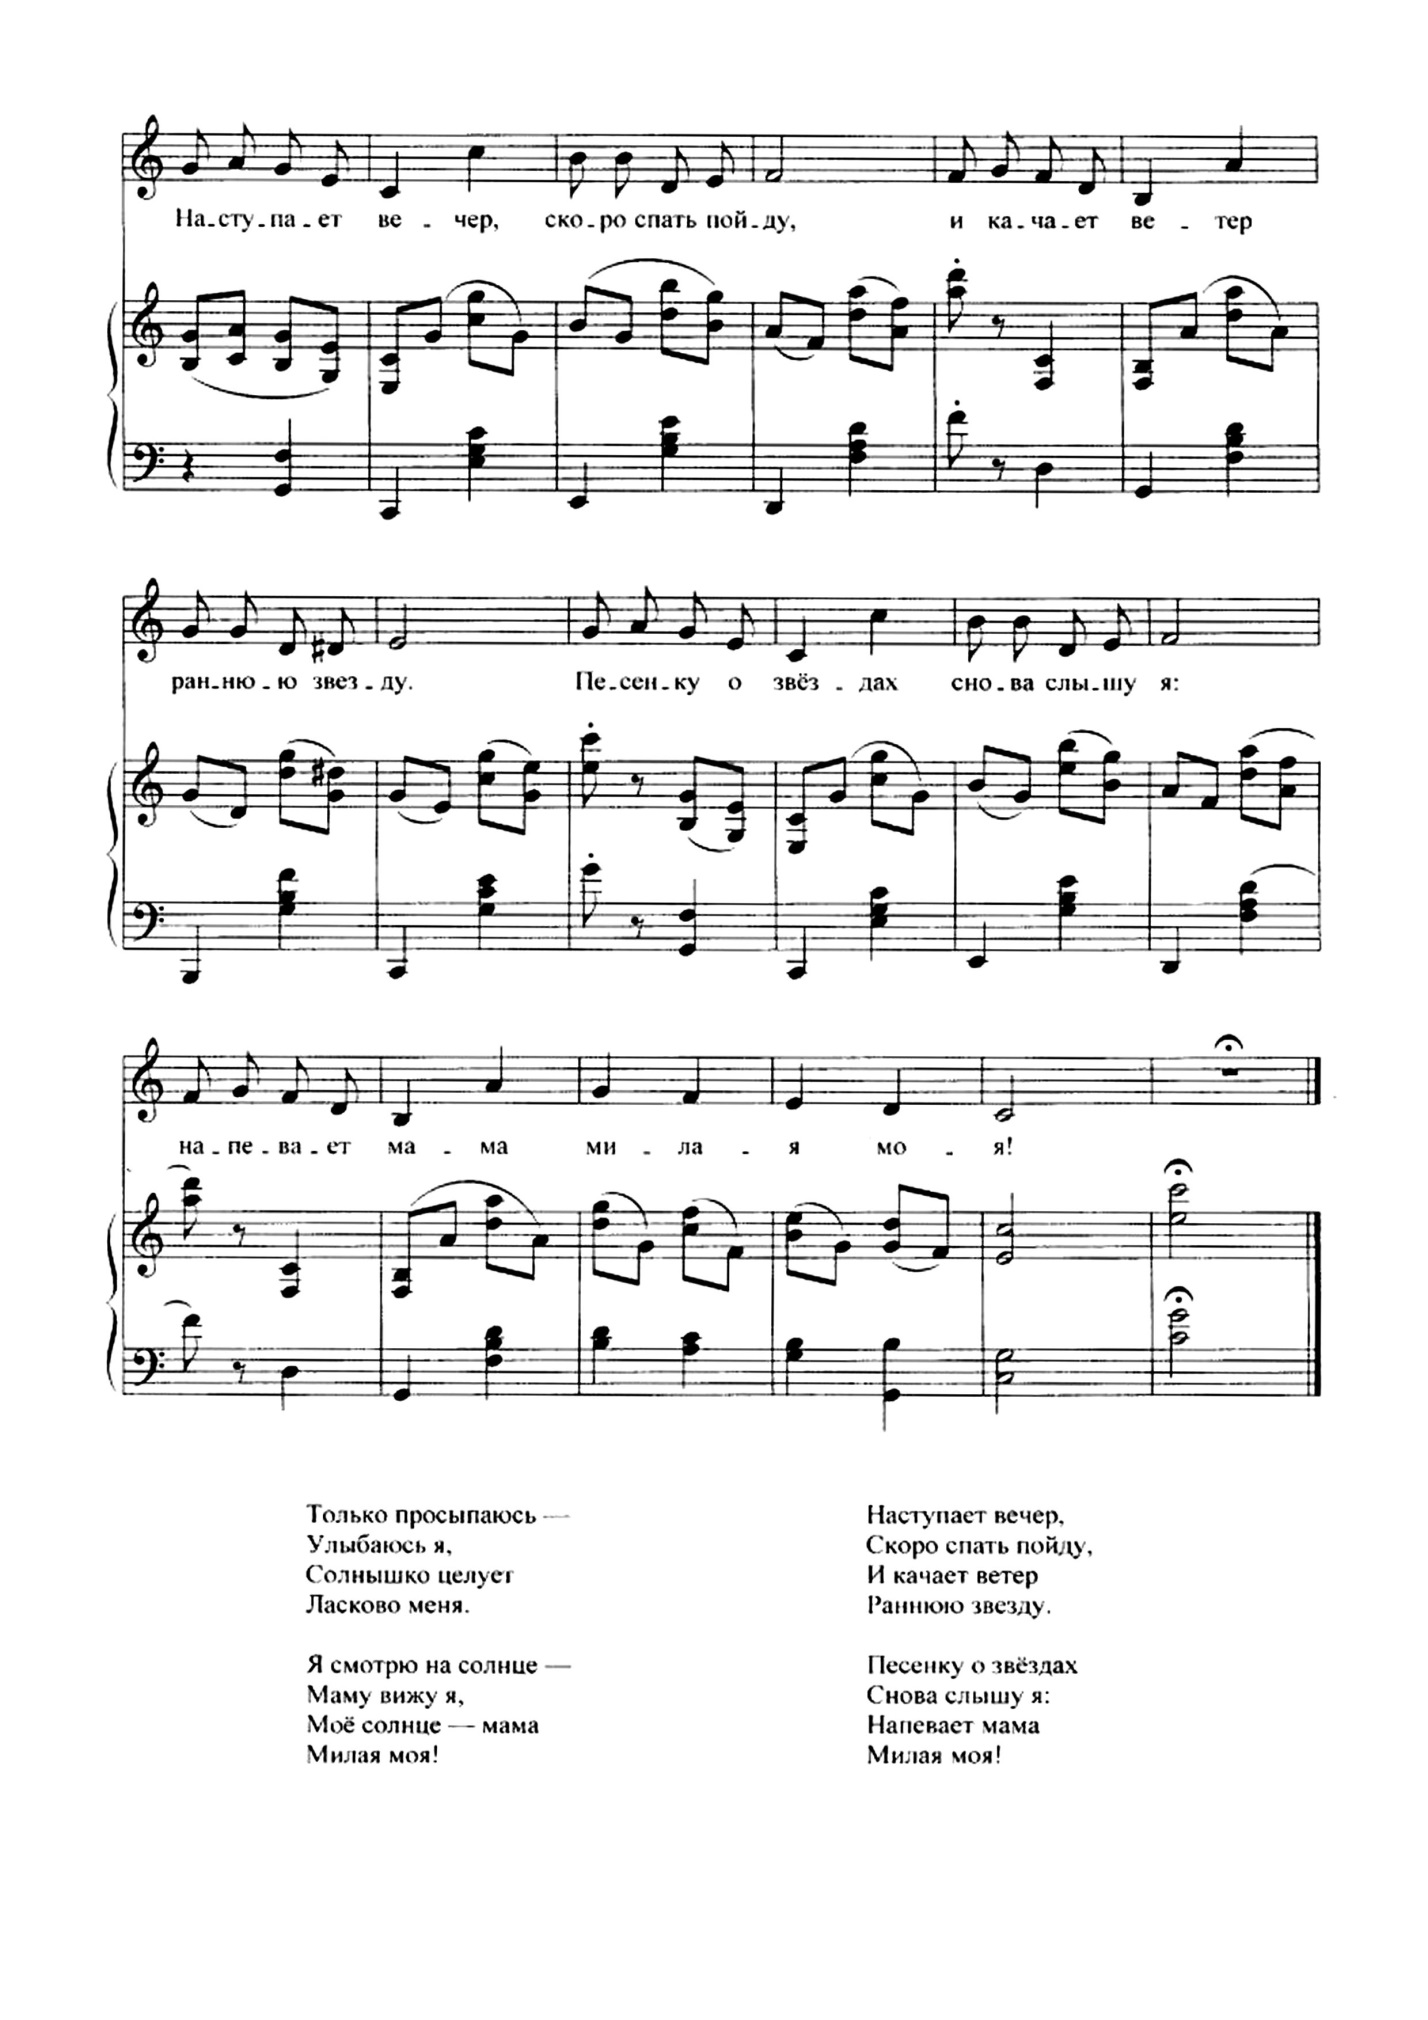 На-сту-па-ет ве-чер, ско-ро спать пой-ду, и ка-ча-ет ве-тер
ран-ню-ю звез-ду. Пе-сен-ку о звёз-дах сно-ва слы-шу я:
на-пе-ва-ет ма-ма ми-ла-я мо-я!
Только просыпаюсь —
Улыбаюсь я,
Солнышко целует
Ласково меня.
Я смотрю на солнце —
Маму вижу я,
Моё солнце — мама
Милая моя!
Наступает вечер,
Скоро спать пойду,
И качает ветер
Раннюю звезду.
Песенку о звёздах
Снова слышу я:
Напевает мама
Милая моя!